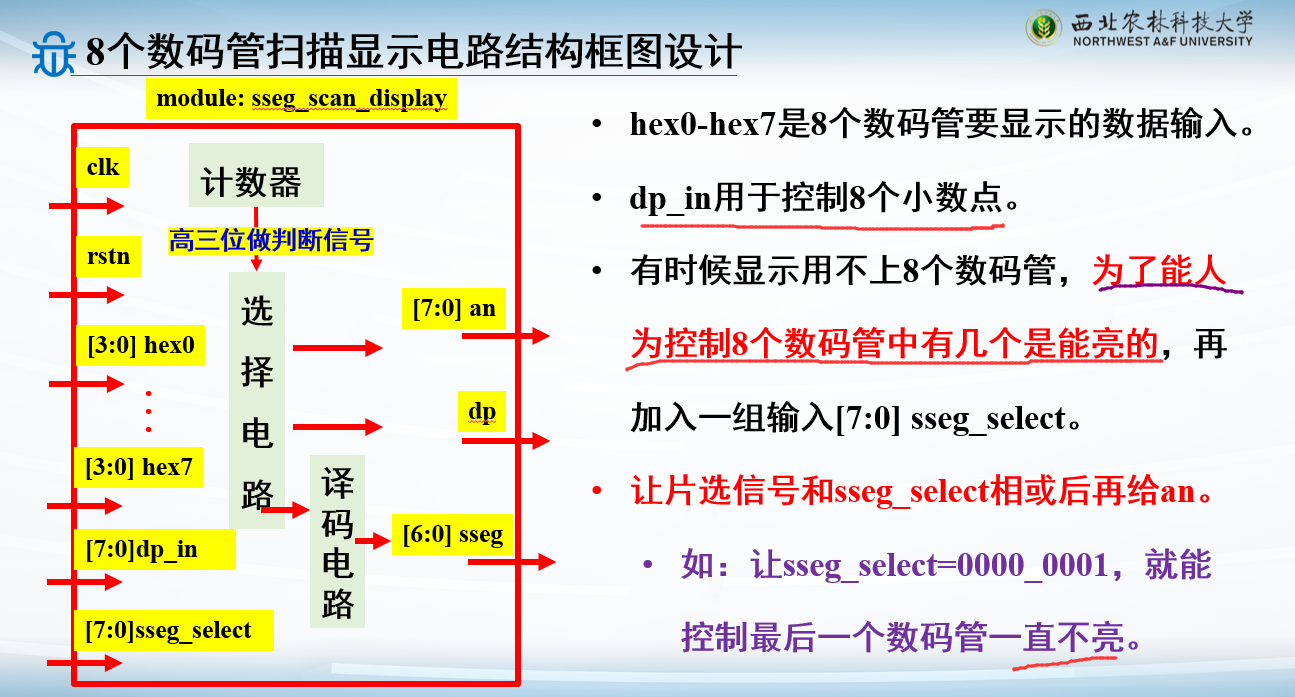 8个数码管扫描显示电路结构框图设计
西北农林科技大学
NORTHWEST A&F UNIVERSITY
module: sseg_scan_display
clk
rstn
[3:0] hex0
[3:0] hex7
[7:0]dp_in
[7:0]sseg_select
计数器
高三位做判断信号
选
择
电
路
译
码
电
路
[7:0] an
dp
[6:0] sseg
• hex0-hex7是8个数码管要显示的数据输入。
• dp_in用于控制8个小数点。
• 有时候显示用不上8个数码管，为了能人
为控制8个数码管中有几个是能亮的，再
加入一组输入[7:0] sseg_select。
• 让片选信号和sseg_select相或后再给an。
• 如：让sseg_select=0000_0001，就能
控制最后一个数码管一直不亮。